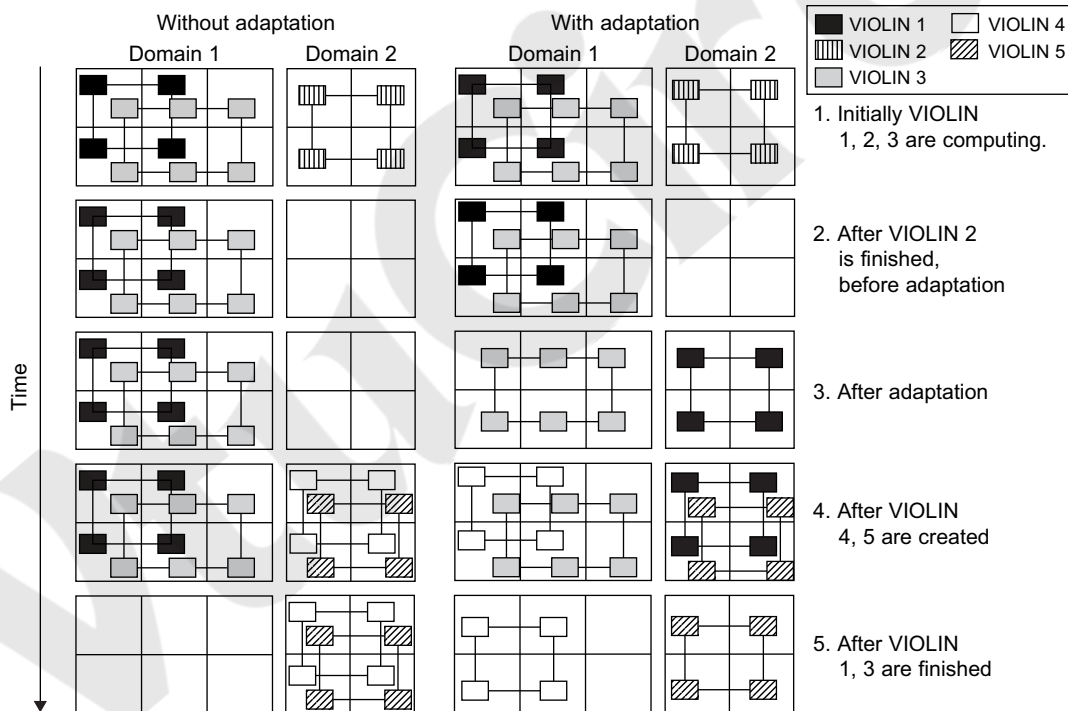 Without adaptation
With adaptation
Domain 1
Domain 2
Domain 1
Domain 2
VIOLIN 1
VIOLIN 4
VIOLIN 2
VIOLIN 5
VIOLIN 3
Time
1. Initially VIOLIN
1, 2, 3 are computing.
2. After VIOLIN 2
is finished,
before adaptation
3. After adaptation
4. After VIOLIN
4, 5 are created
5. After VIOLIN
1, 3 are finished